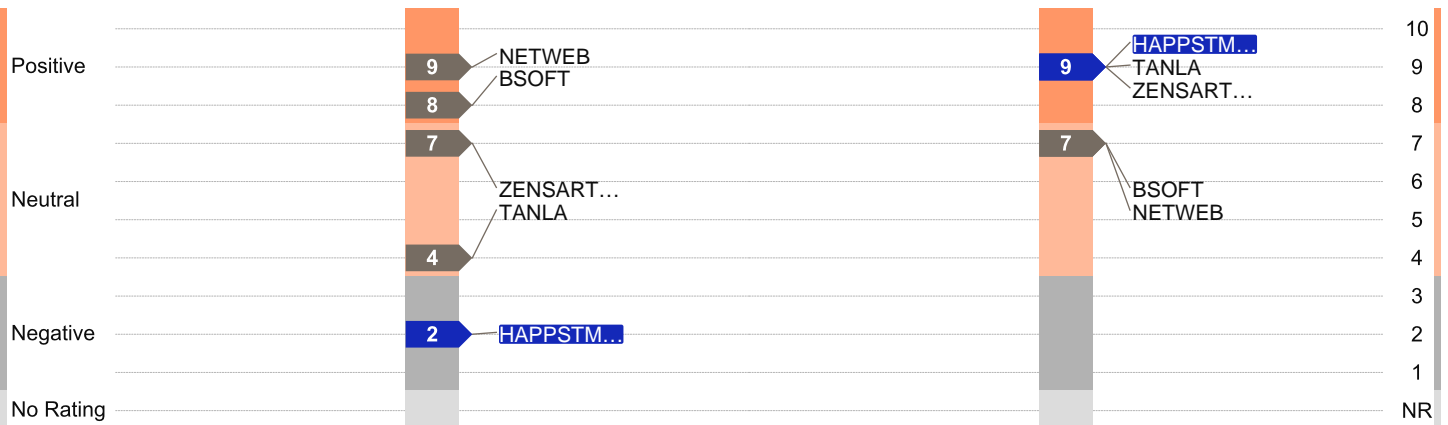 10
Positive
9
NETWEB
BSOFT
8
9
HAPPSTM…
TANLA
ZENSART…
9
8
7
7
7
Neutral
ZENSART…
TANLA
4
BSOFT
NETWEB
6
5
4
3
Negative
2
HAPPSTM…
2
1
No Rating
NR